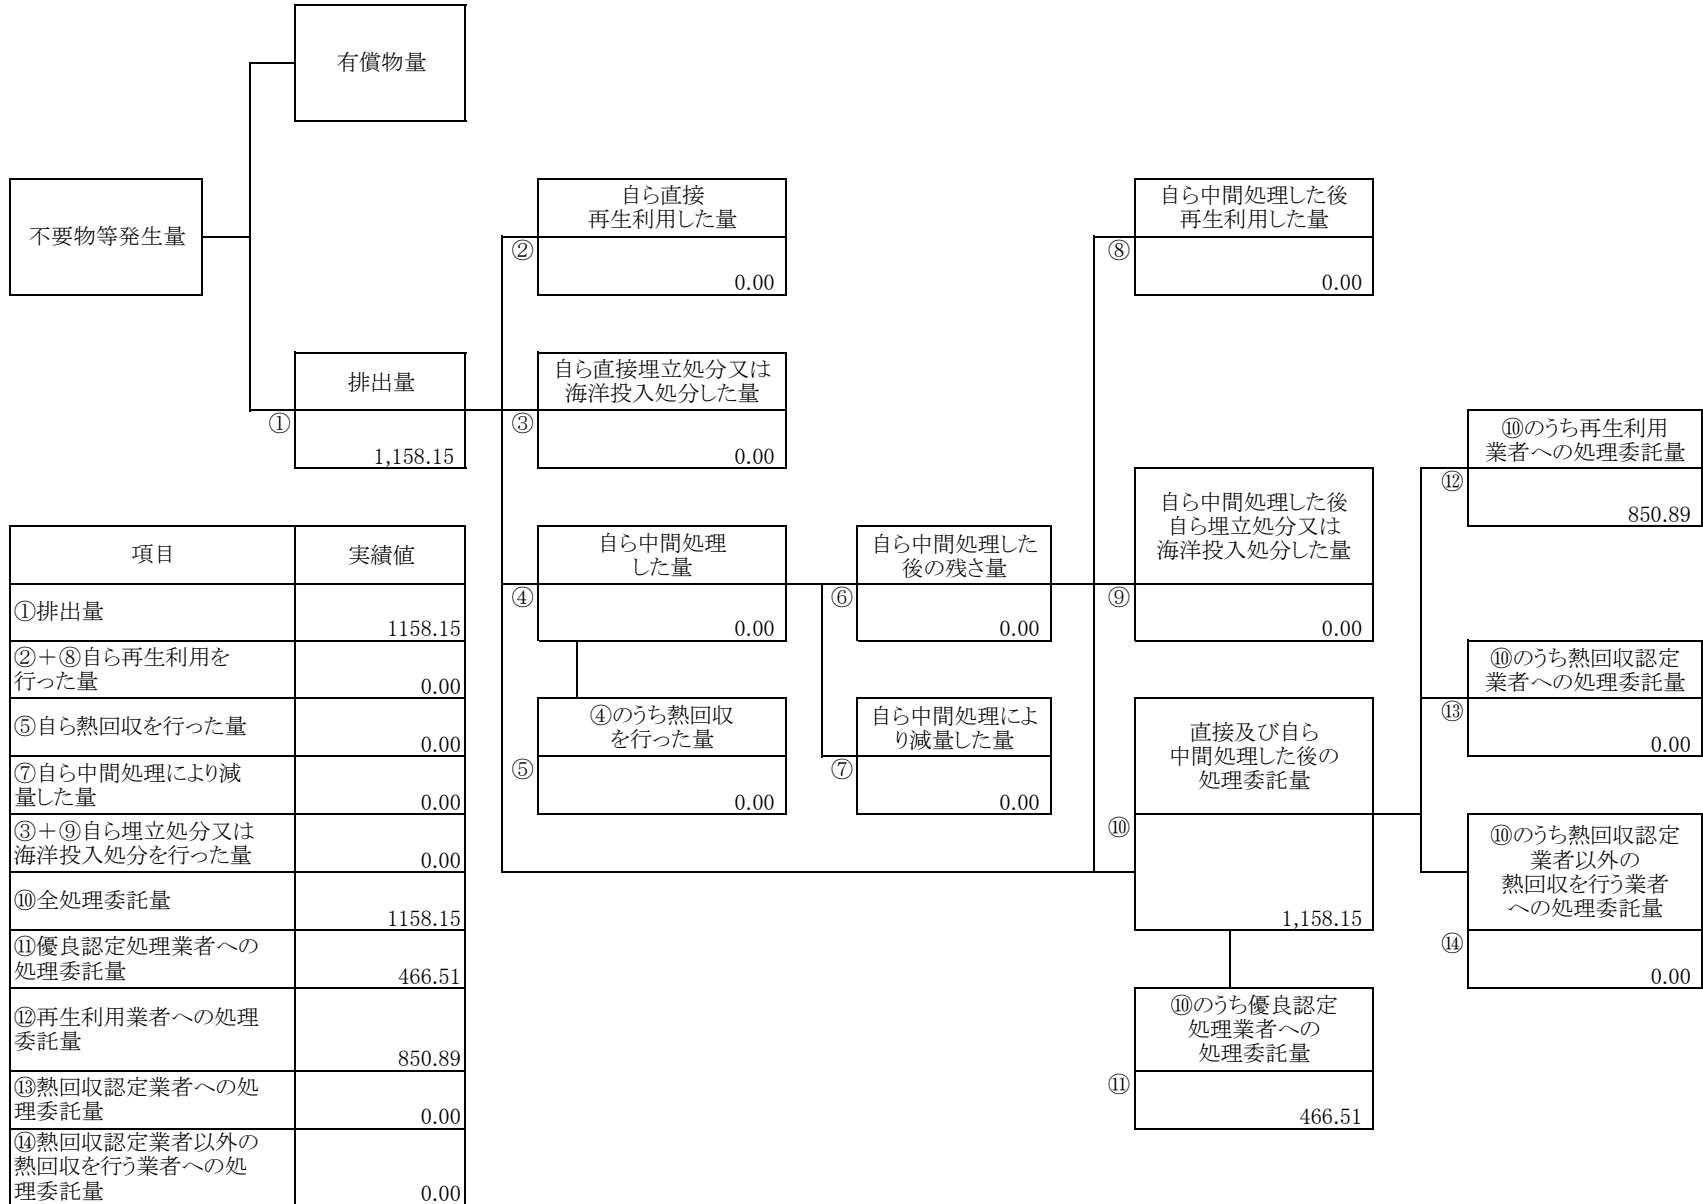 有償物量
不要物等発生量
自ら直接
再生利用した量
②
0.00
自ら中間処理した後
再生利用した量
⑧
0.00
排出量
①
1,158.15
自ら直接埋立処分又は
海洋投入処分した量
③
0.00
⑩のうち再生利用
業者への処理委託量
⑫
850.89
自ら中間処理
した量
④
0.00
自ら中間処理した
後の残さ量
⑥
0.00
自ら中間処理した後
自ら埋立処分又は
海洋投入処分した量
⑨
0.00
⑩のうち熱回収認定
業者への処理委託量
⑬
0.00
④のうち熱回収
を行った量
⑤
0.00
自ら中間処理によ
り減量した量
⑦
0.00
直接及び自ら
中間処理した後の
処理委託量
⑩
1,158.15
⑩のうち熱回収認定
業者以外の
熱回収を行う業者
への処理委託量
⑭
0.00
⑩のうち優良認定
処理業者への
処理委託量
⑪
466.51
項目 実績値
①排出量
1158.15
②＋⑧自ら再生利用を
行った量
0.00
⑤自ら熱回収を行った量
0.00
⑦自ら中間処理により減
量した量
0.00
③＋⑨自ら埋立処分又は
海洋投入処分を行った量
0.00
⑩全処理委託量
1158.15
⑪優良認定処理業者への
処理委託量
466.51
⑫再生利用業者への処理
委託量
850.89
⑬熱回収認定業者への処
理委託量
0.00
⑭熱回収認定業者以外の
熱回収を行う業者への処
理委託量
0.00